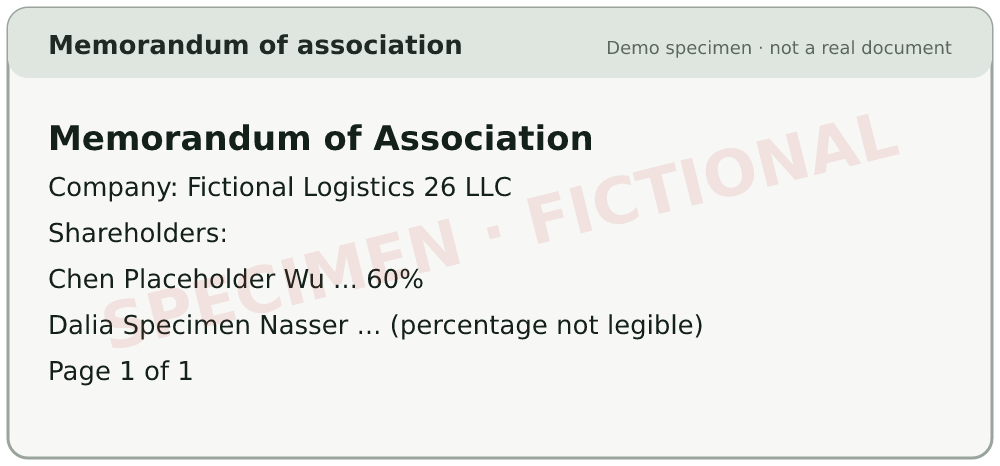 Memorandum of association
Demo specimen · not a real document
Memorandum of Association
Company: Fictional Logistics 26 LLC
Shareholders:
Chen Placeholder Wu ... 60%
Dalia Specimen Nasser ... (percentage not legible)
Page 1 of 1
SPECIMEN · FICTIONAL